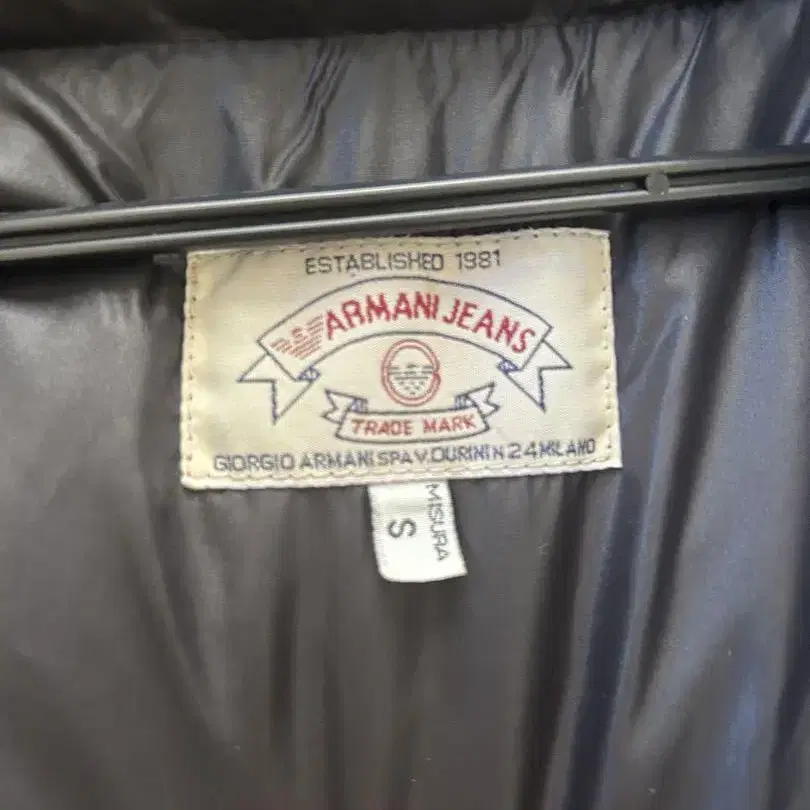 ESTABLISHED 1981
ARMANI JEANS
TRADE MARK
GIORGIO ARMANI SPA V. DURINI N 24 MILANO
MISURA
S